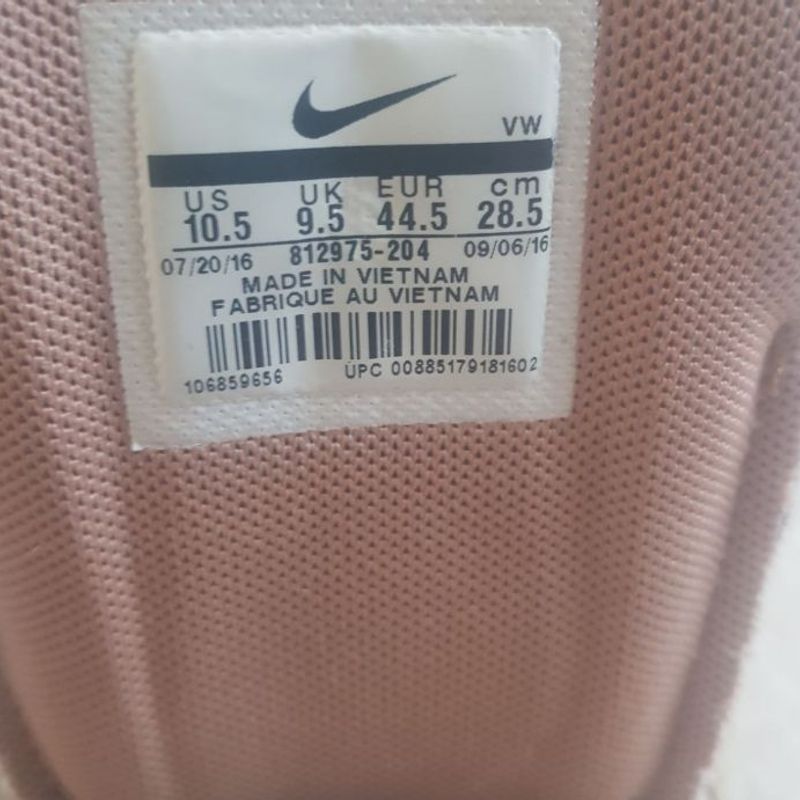 VW
US UK EUR cm
10.5 9.5 44.5 28.5
07/20/16 812975-204 09/06/16
MADE IN VIETNAM
FABRIQUE AU VIETNAM
106859656 UPC 00885179181602